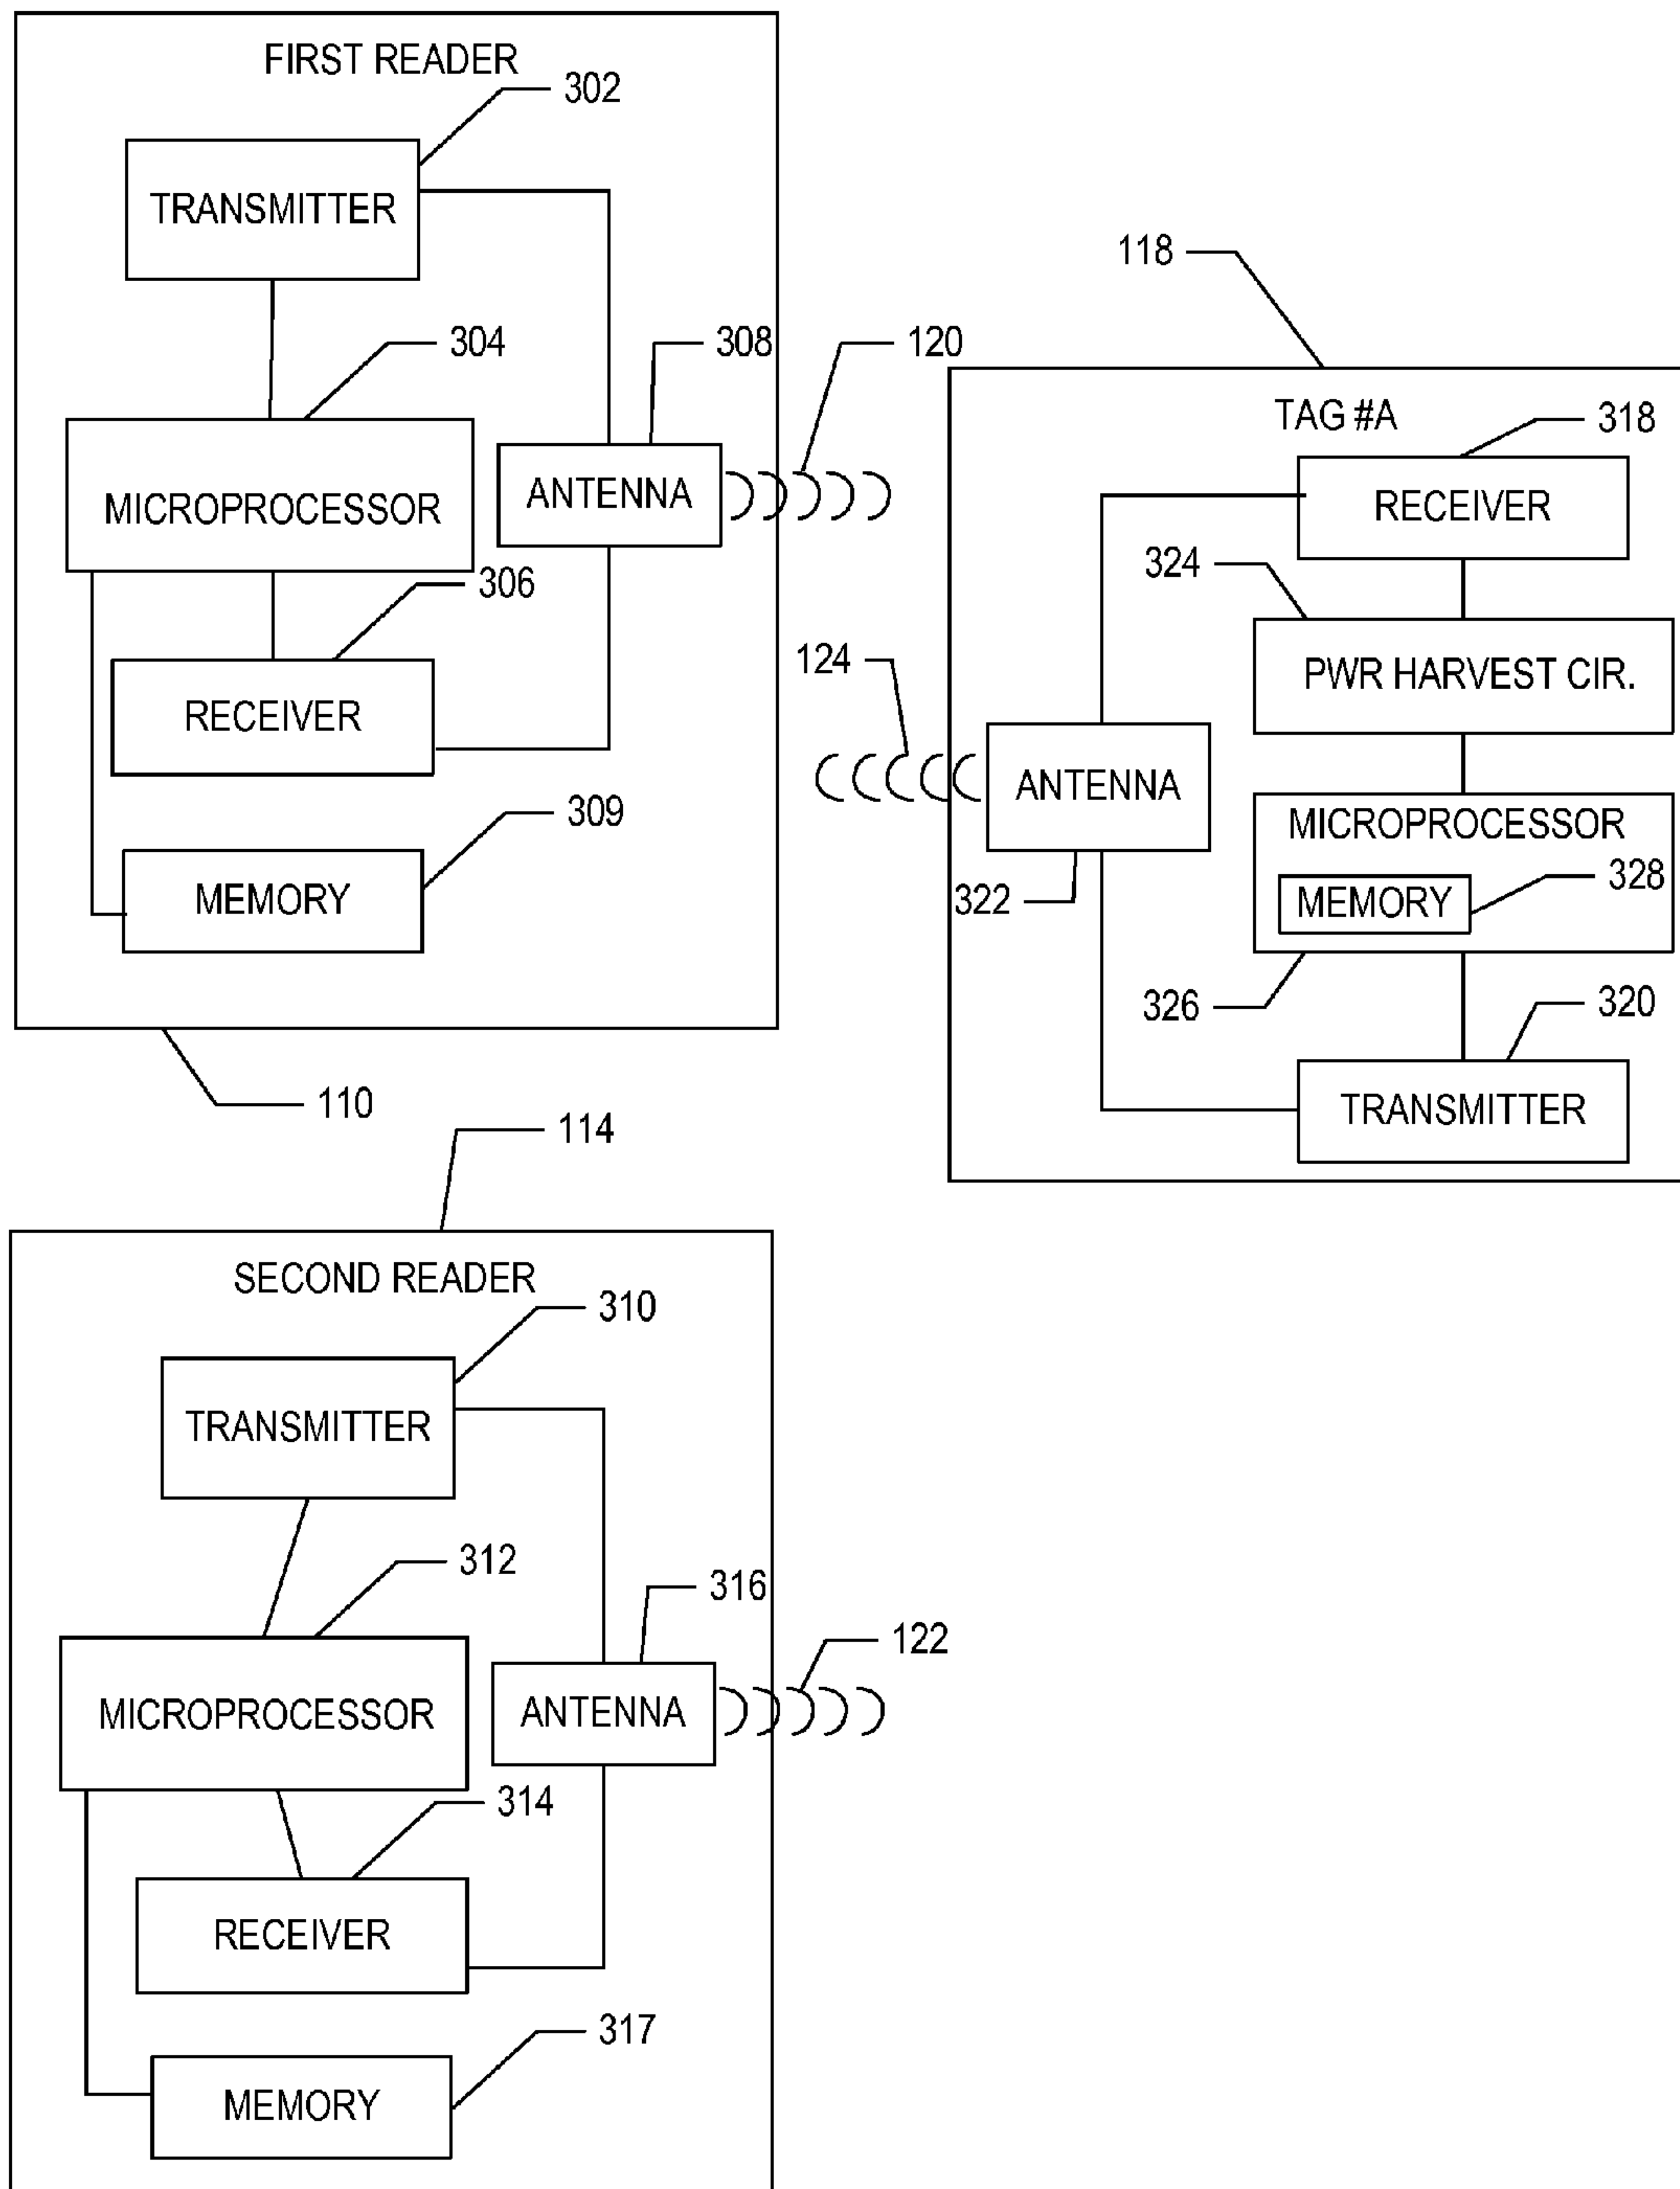 FIRST READER
302
TRANSMITTER
304
308
120
MICROPROCESSOR
ANTENNA
306
RECEIVER
309
MEMORY
110
118
TAG #A
318
RECEIVER
324
PWR HARVEST CIR.
124
ANTENNA
322
MICROPROCESSOR
MEMORY
328
326
320
TRANSMITTER
114
SECOND READER
310
TRANSMITTER
312
316
122
MICROPROCESSOR
ANTENNA
314
RECEIVER
317
MEMORY